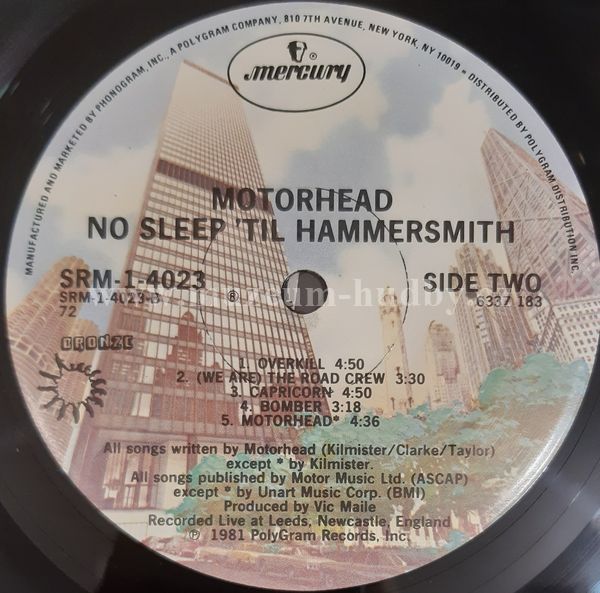 MANUFACTURED AND MARKETED BY PHONOGRAM, INC., A POLYGRAM COMPANY, 810 7TH AVENUE, NEW YORK, NY 10019 – DISTRIBUTED BY POLYGRAM DISTRIBUTION INC.
mercury ®
MOTORHEAD
NO SLEEP 'TIL HAMMERSMITH
SRM-1-4023
SRM-1-4023-B
72
®
SIDE TWO
6337 183
BRONZE
1. OVERKILL 4:50
2. (WE ARE) THE ROAD CREW 3:30
3. CAPRICORN 4:50
4. BOMBER 3:18
5. MOTORHEAD* 4:36
All songs written by Motorhead (Kilmister/Clarke/Taylor)
except * by Kilmister.
All songs published by Motor Music Ltd. (ASCAP)
except * by Unart Music Corp. (BMI)
Produced by Vic Maile
Recorded Live at Leeds, Newcastle, England
℗ 1981 PolyGram Records, Inc.